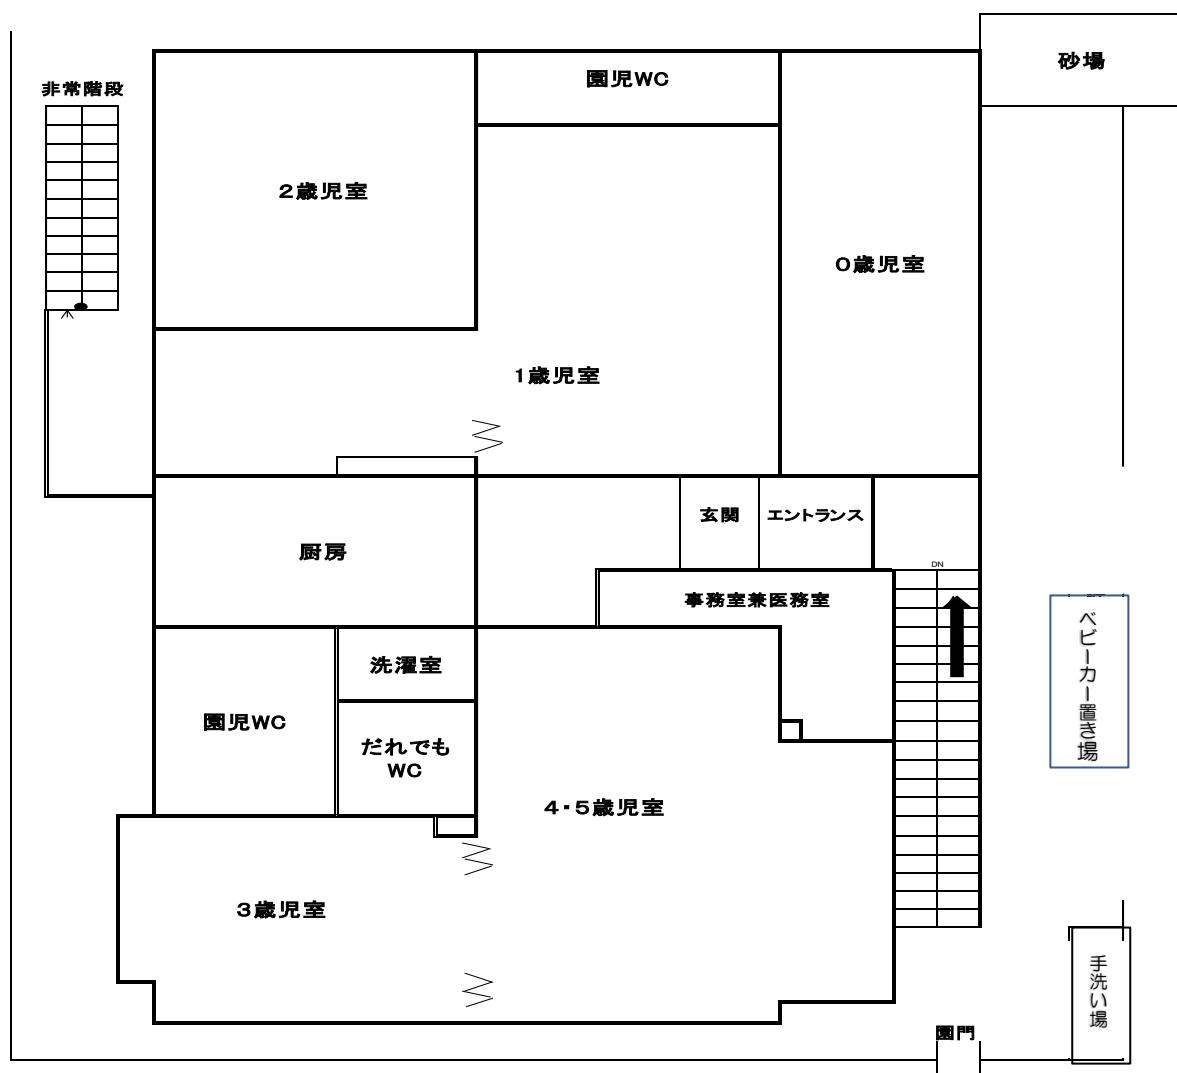 砂場
園児WC
非常階段
2歳児室
0歳児室
1歳児室
玄関
エントランス
厨房
DN
事務室兼医務室
ベビーカー置き場
洗濯室
園児WC
だれでも
WC
4・5歳児室
3歳児室
手洗い場
園門